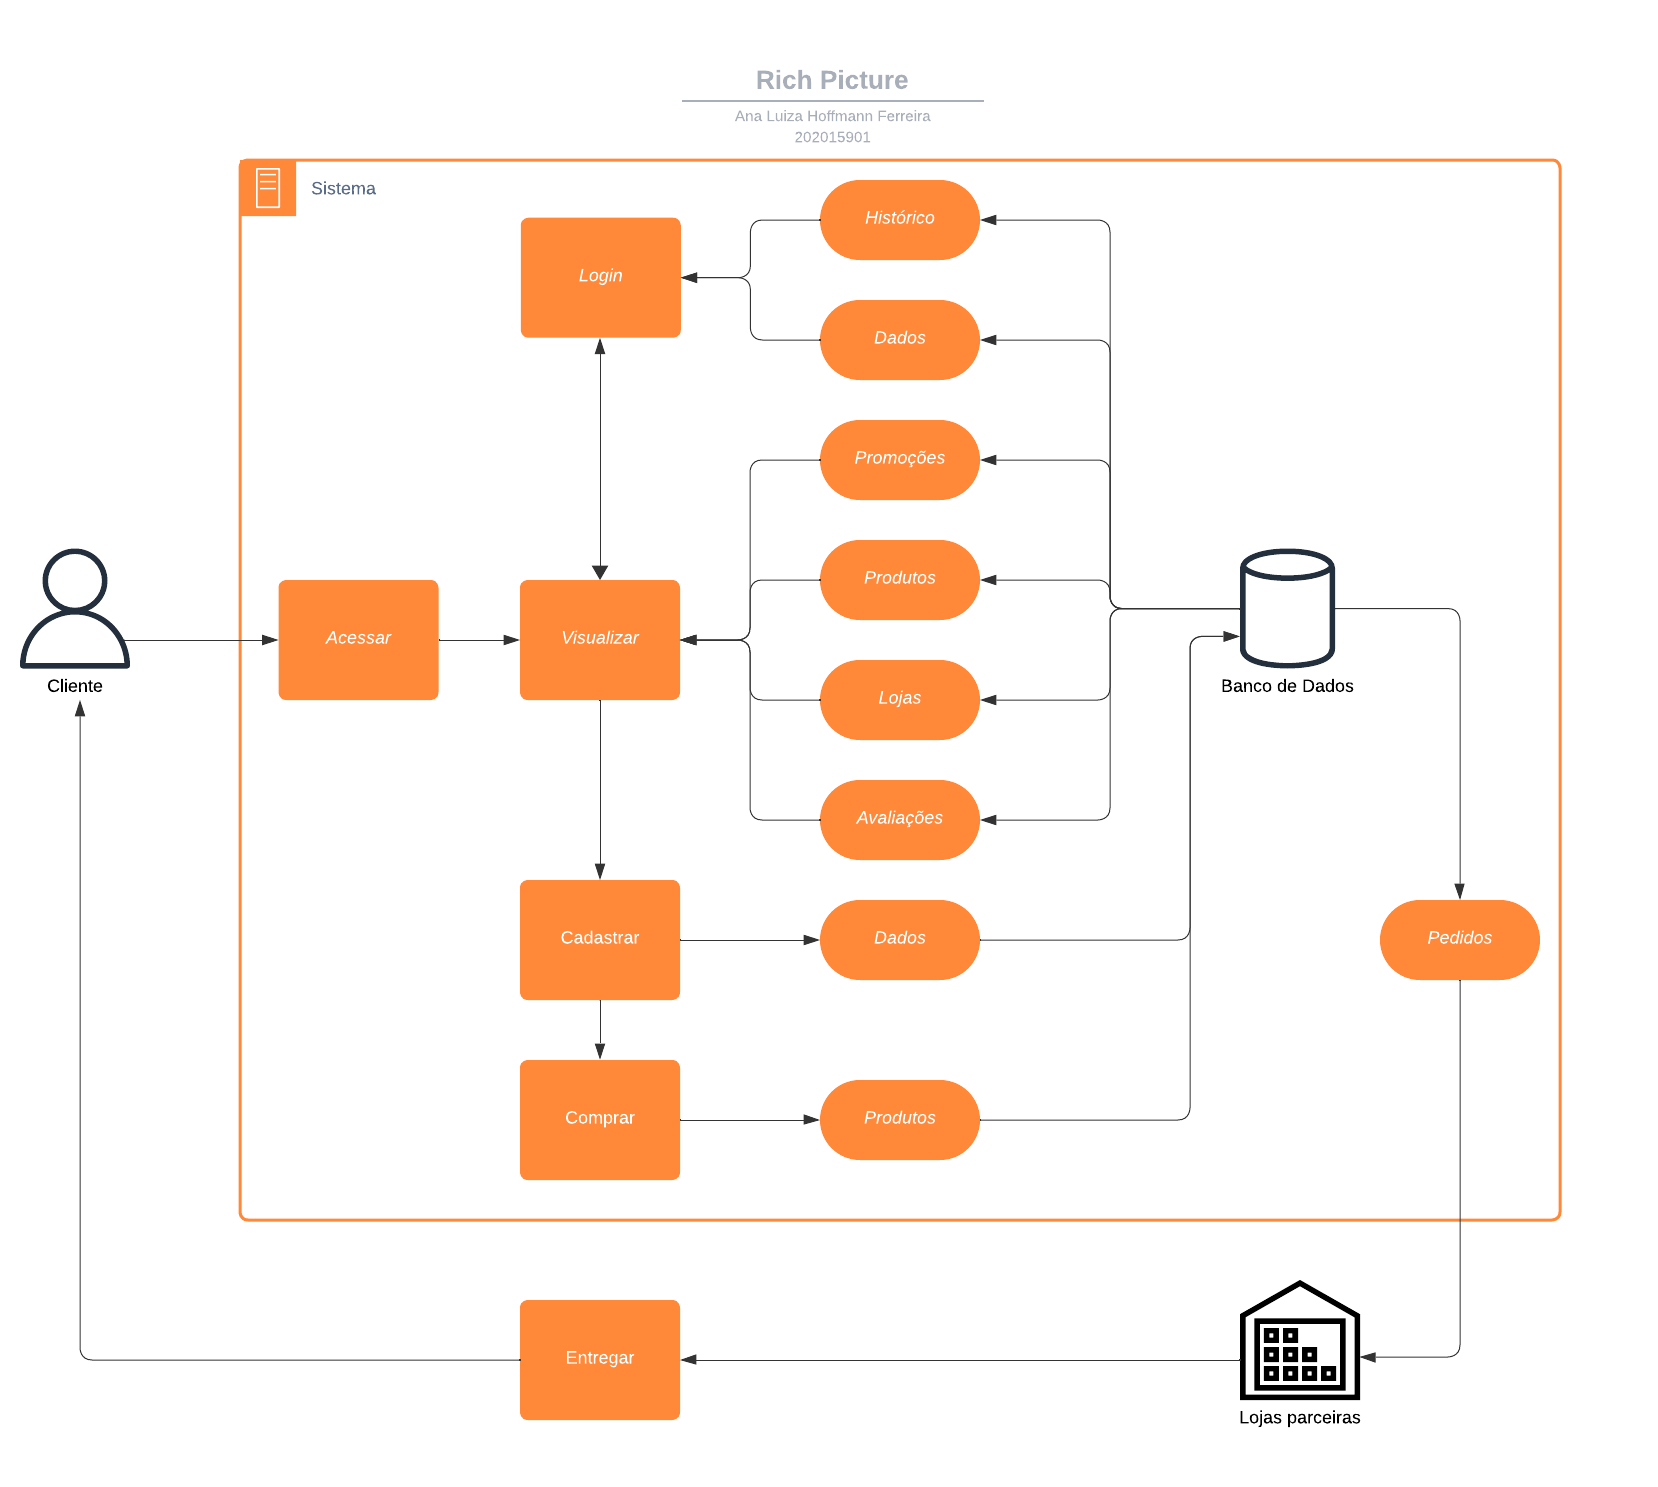 Rich Picture
Ana Luiza Hoffmann Ferreira
202015901
Sistema
Histórico
Login
Dados
Promoções
Produtos
Cliente
Acessar
Visualizar
Lojas
Banco de Dados
Avaliações
Cadastrar
Dados
Pedidos
Comprar
Produtos
Entregar
Lojas parceiras